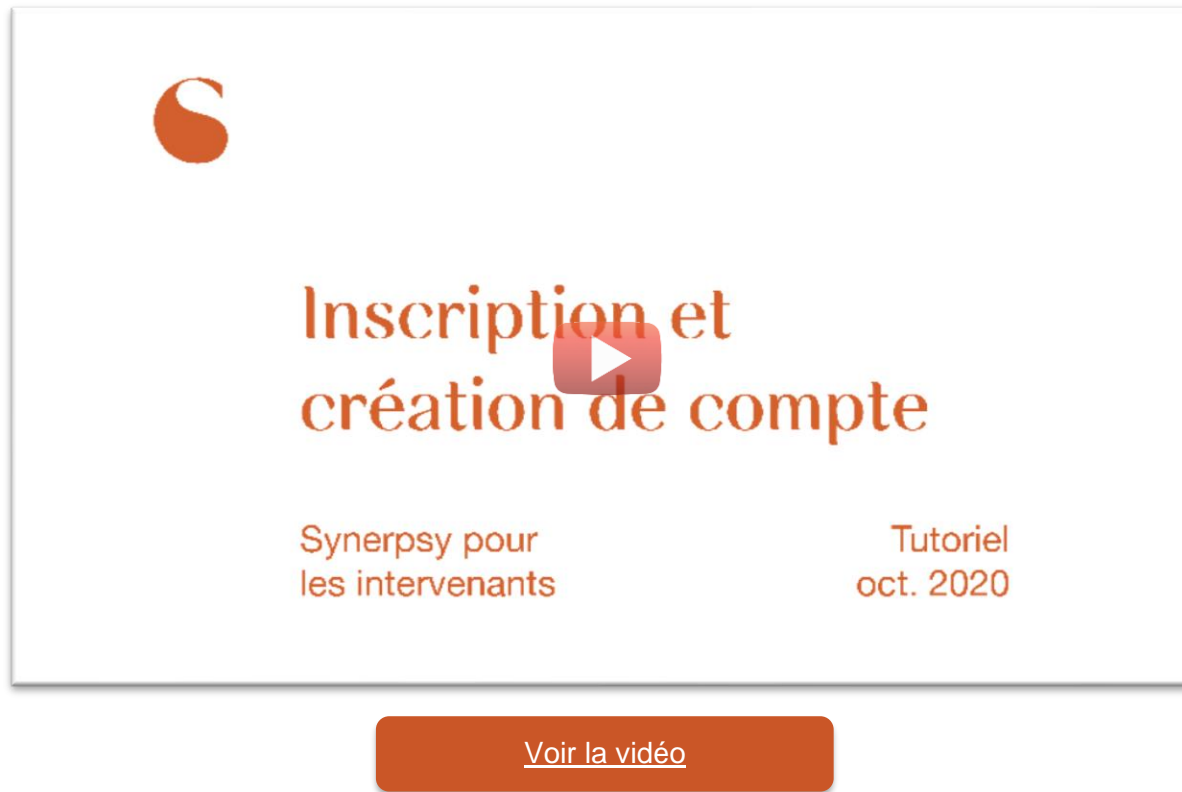 Inscription et
création de compte
Synerpsy pour
les intervenants
Tutoriel
oct. 2020
Voir la vidéo